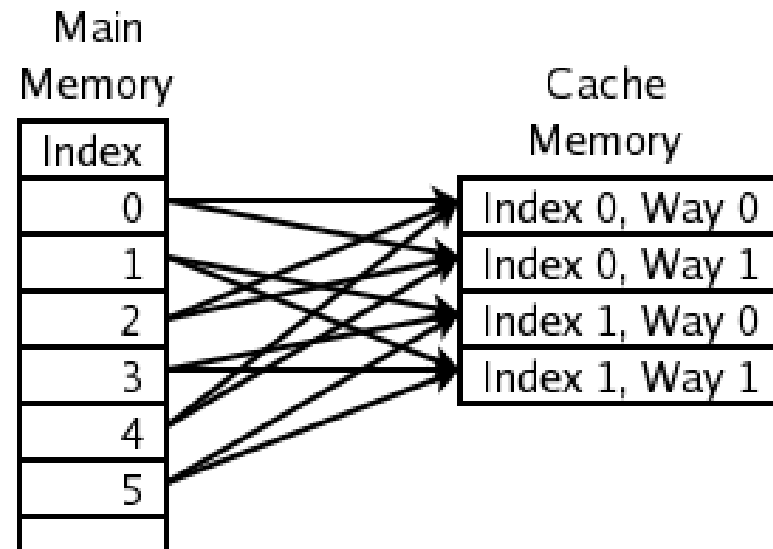 Main
Memory
Index
0
1
2
3
4
5
Cache
Memory
Index 0, Way 0
Index 0, Way 1
Index 1, Way 0
Index 1, Way 1